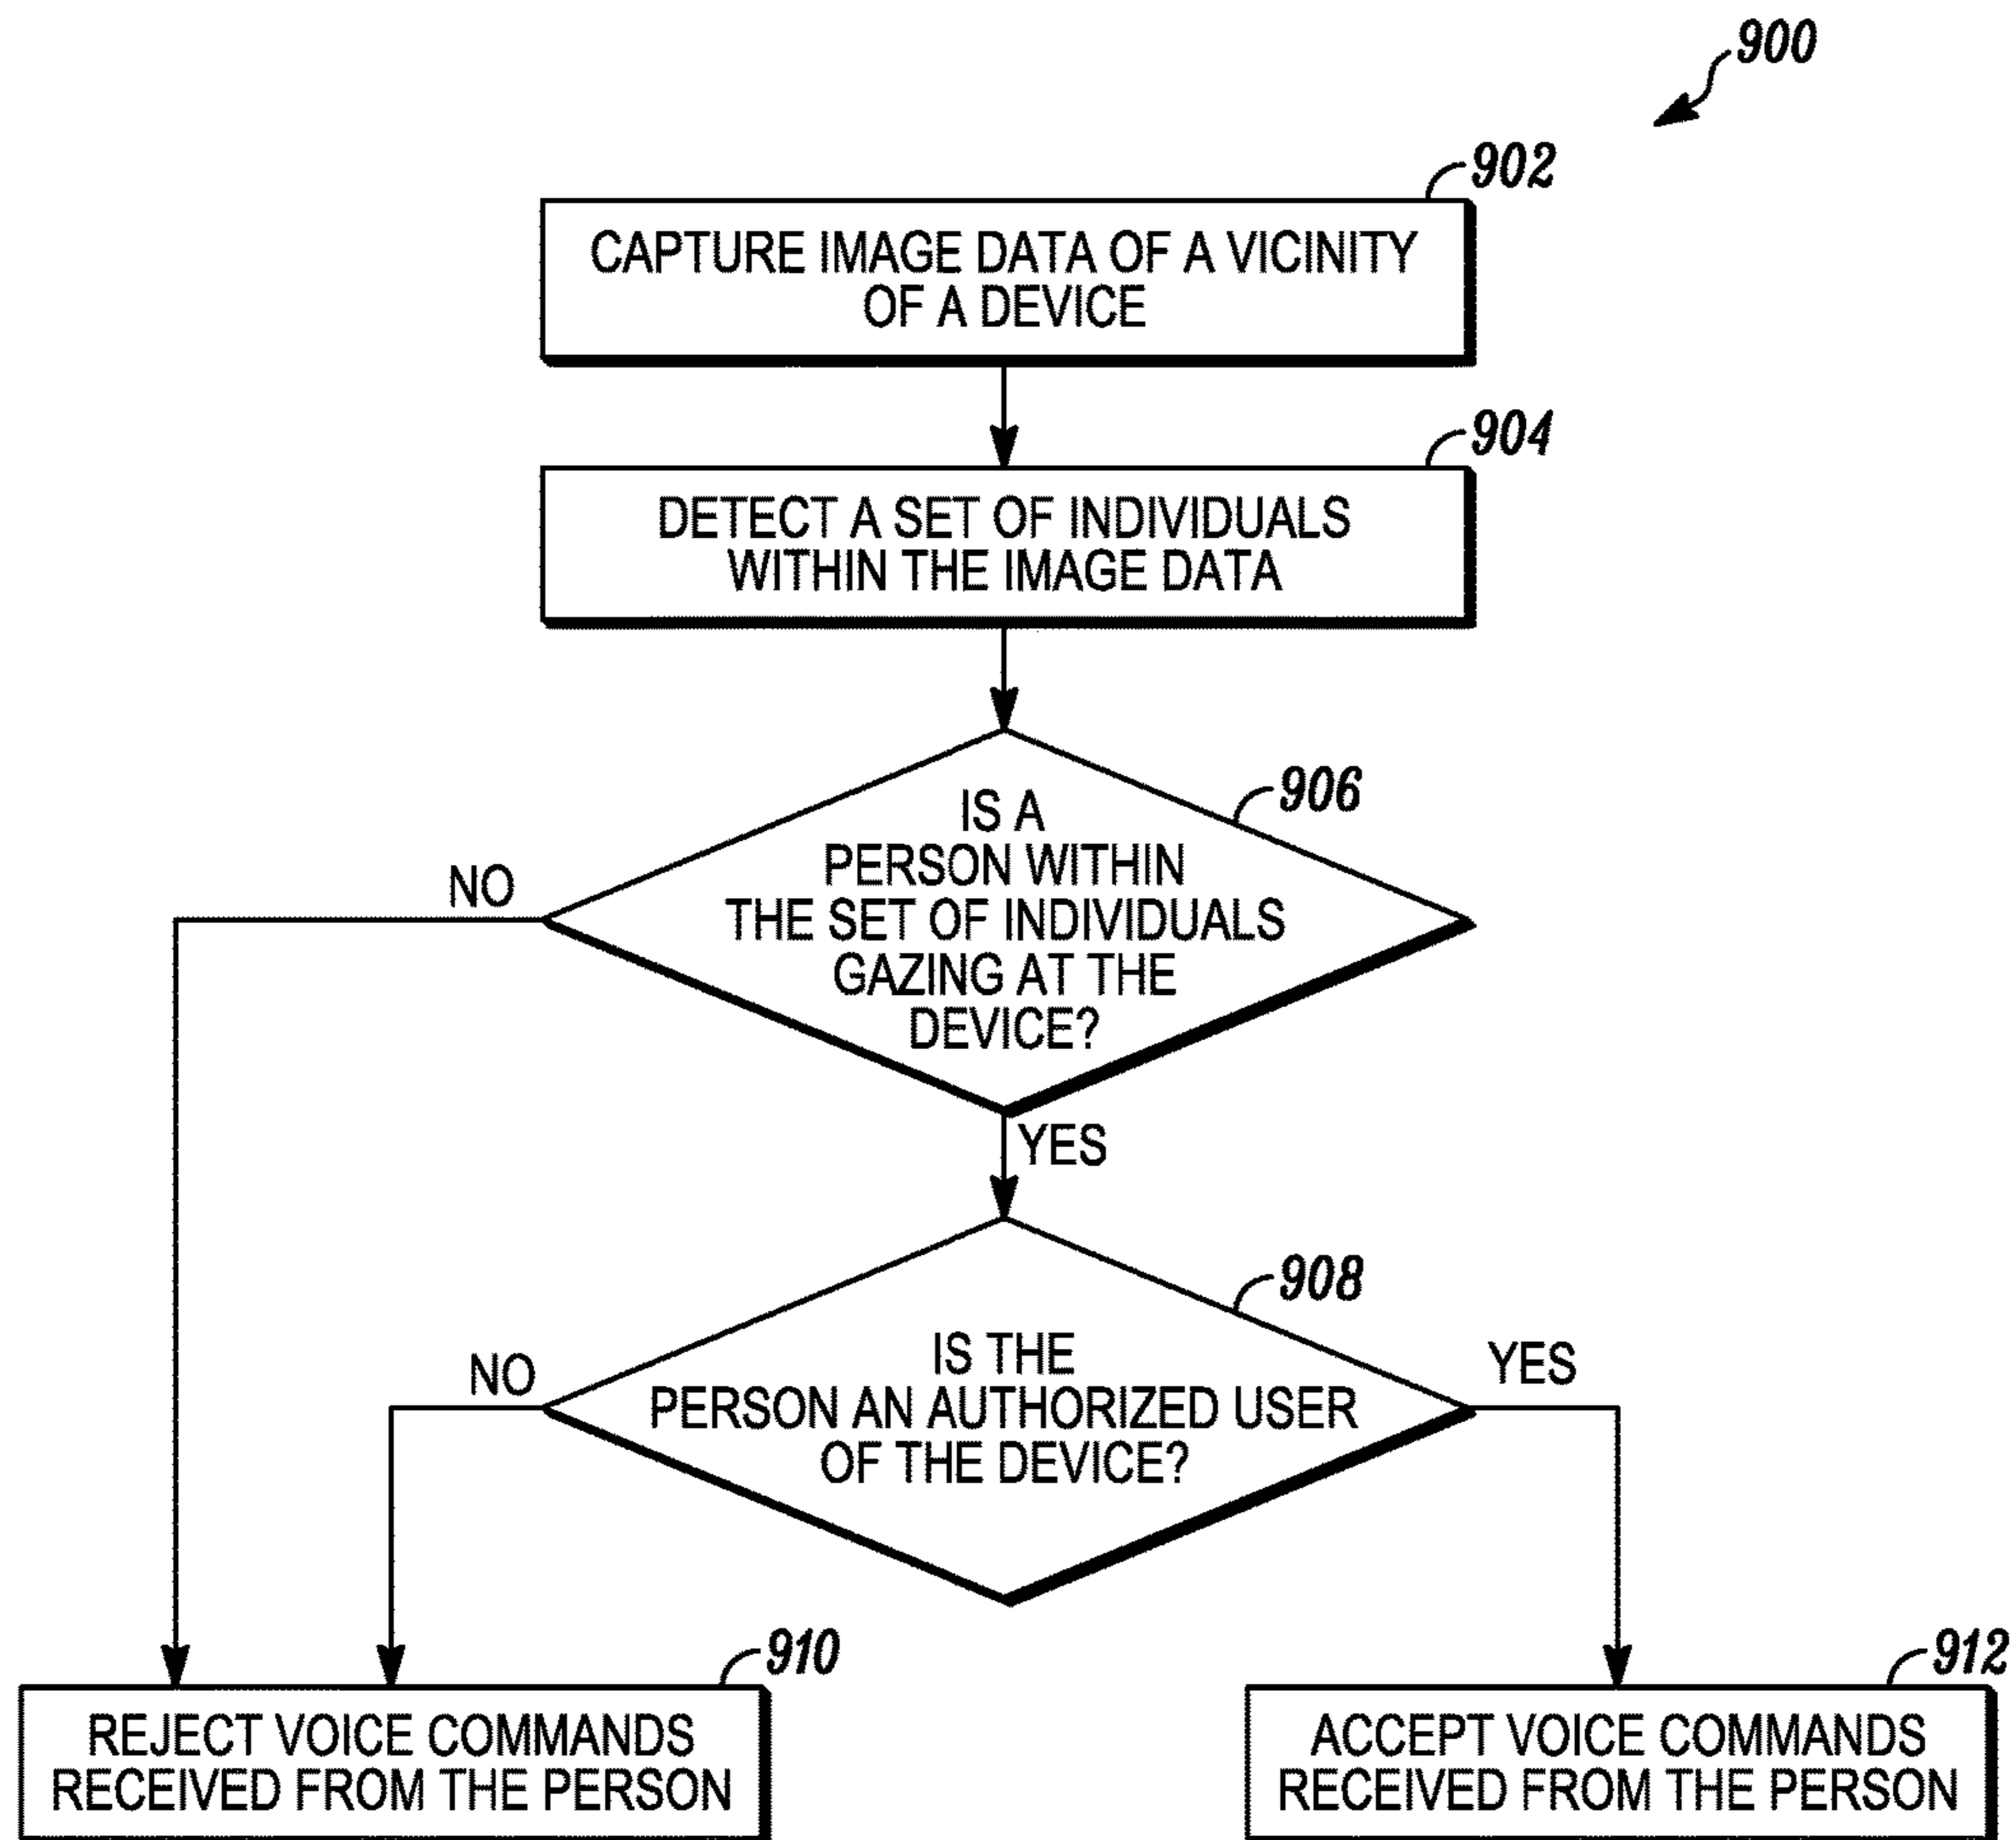 900
902
CAPTURE IMAGE DATA OF A VICINITY
OF A DEVICE
904
DETECT A SET OF INDIVIDUALS
WITHIN THE IMAGE DATA
906
IS A
PERSON WITHIN
THE SET OF INDIVIDUALS
GAZING AT THE
DEVICE?
NO
YES
908
IS THE
PERSON AN AUTHORIZED USER
OF THE DEVICE?
NO
YES
910
REJECT VOICE COMMANDS
RECEIVED FROM THE PERSON
912
ACCEPT VOICE COMMANDS
RECEIVED FROM THE PERSON